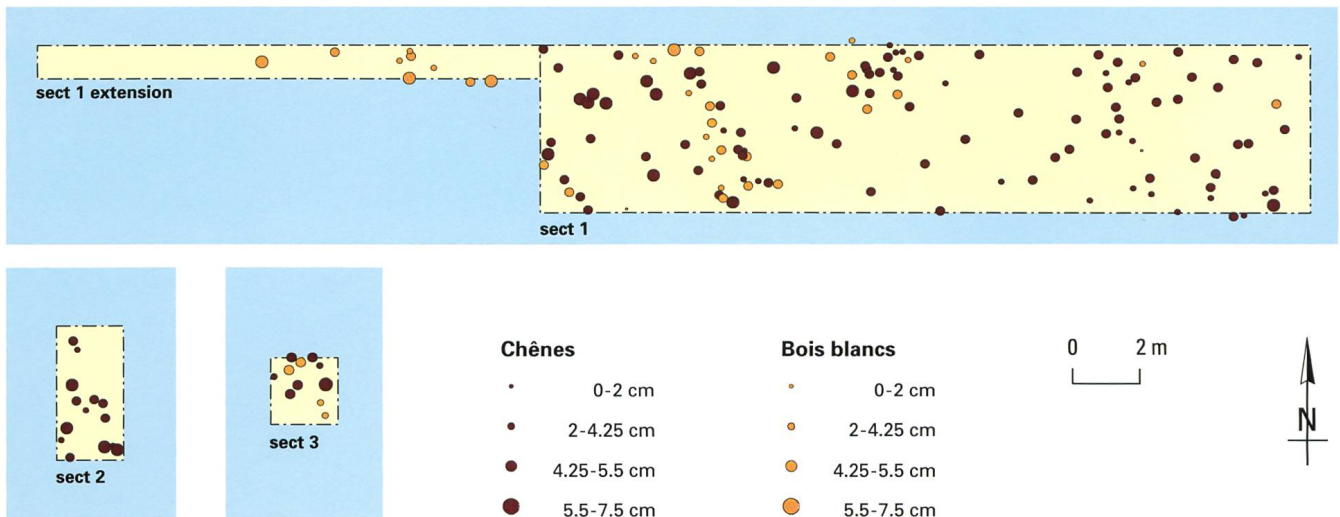 sect 1 extension
sect 1
sect 2
sect 3
Chênes
0-2 cm
2-4.25 cm
4.25-5.5 cm
5.5-7.5 cm
Bois blancs
0-2 cm
2-4.25 cm
4.25-5.5 cm
5.5-7.5 cm
0 2 m
N